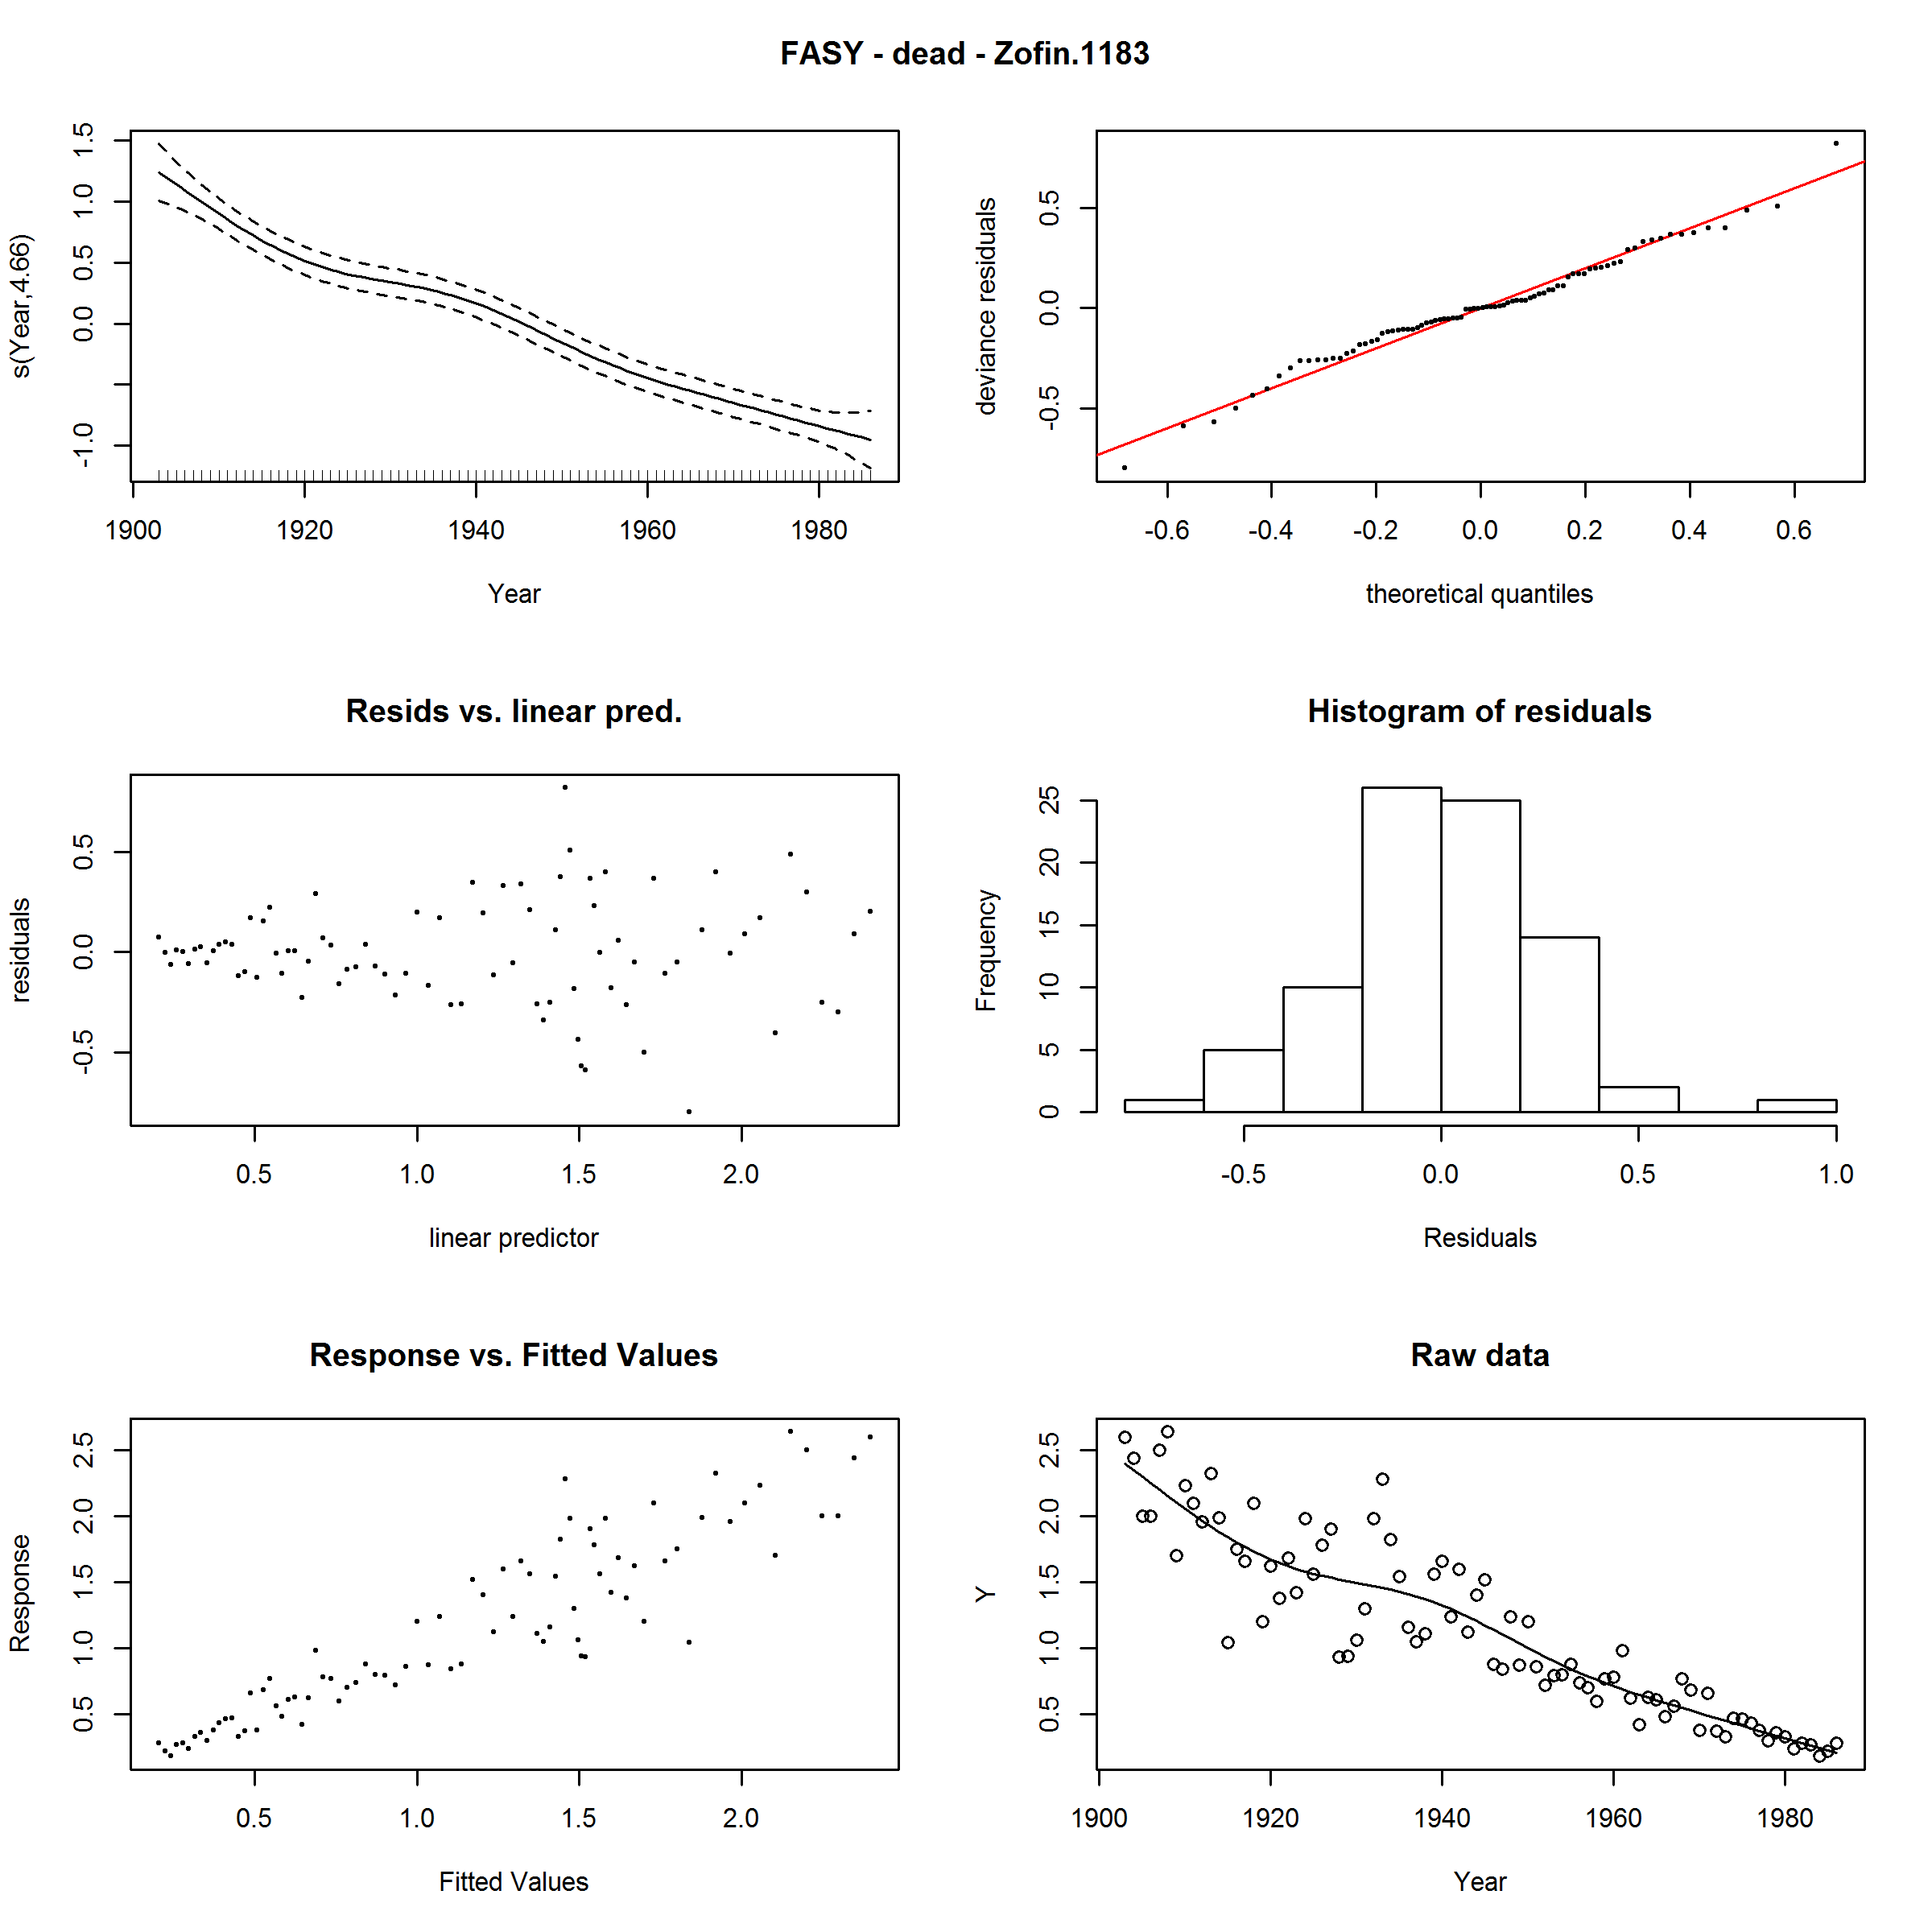 FASY - dead - Zofin.1183
s(Year,4.66)
1.5
1.0
0.5
0.0
-1.0
1900 1920 1940 1960 1980
Year
deviance residuals
0.5
0.0
-0.5
-0.6 -0.4 -0.2 0.0 0.2 0.4 0.6
theoretical quantiles
Resids vs. linear pred.
residuals
0.5
0.0
-0.5
0.5 1.0 1.5 2.0
linear predictor
Histogram of residuals
Frequency
25
20
15
10
5
0
-0.5 0.0 0.5 1.0
Residuals
Response vs. Fitted Values
Response
2.5
2.0
1.5
1.0
0.5
0.5 1.0 1.5 2.0
Fitted Values
Raw data
Y
2.5
2.0
1.5
1.0
0.5
1900 1920 1940 1960 1980
Year